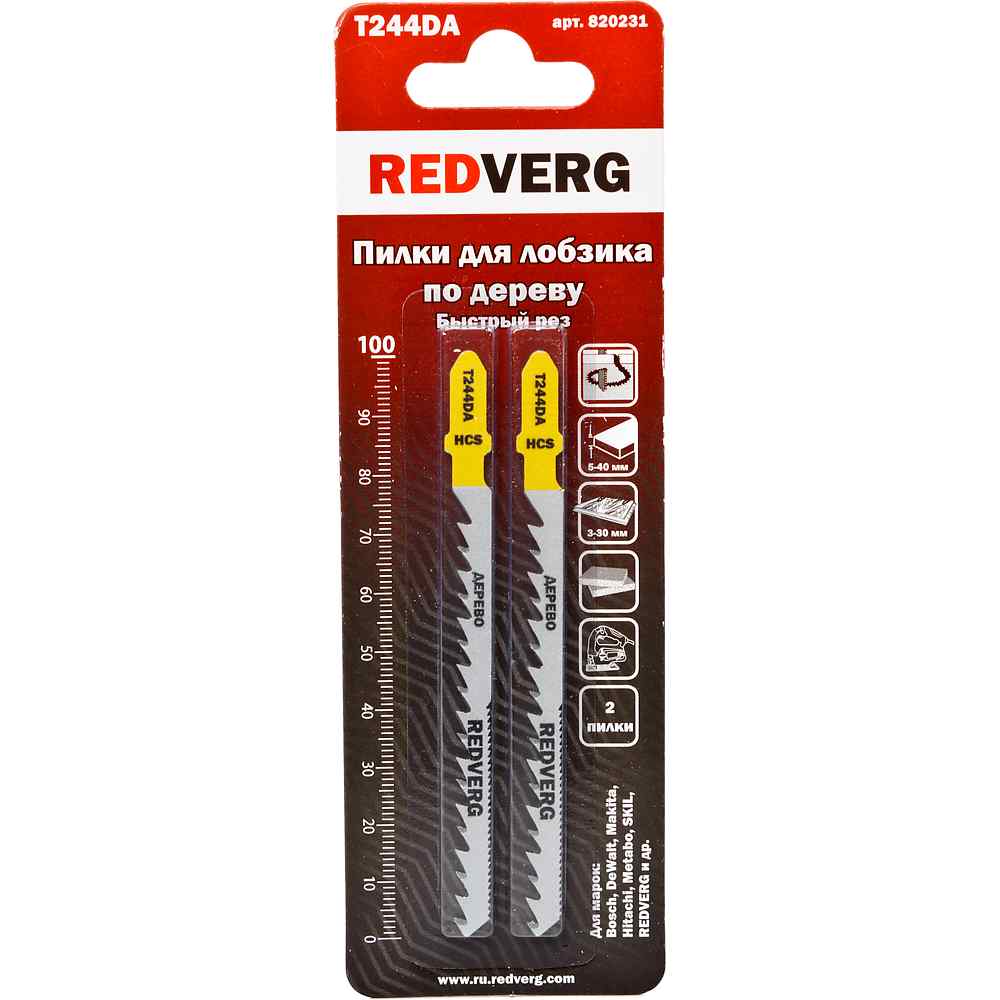 T244DA
арт. 820231
REDVERG
Пилки для лобзика
по дереву
Быстрый рез
100
90
80
70
60
50
40
30
20
10
0
T244DA
HCS
ДЕРЕВО
REDVERG
T244DA
HCS
ДЕРЕВО
REDVERG
5-40 мм
3-30 мм
2
пилки
Для марок:
Bosch, DeWalt, Makita,
Hitachi, Metabo, SKIL,
REDVERG и др.
www.ru.redverg.com